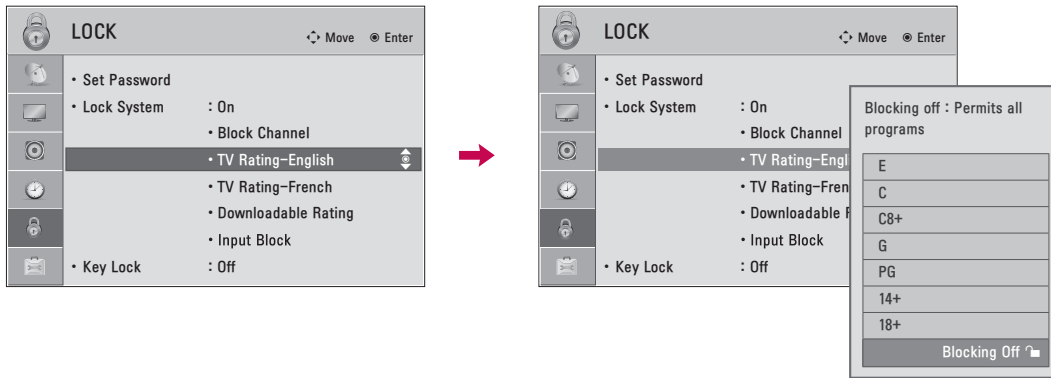 LOCK
Move Enter
• Set Password
• Lock System : On
• Block Channel
• TV Rating-English
• TV Rating-French
• Downloadable Rating
• Input Block
• Key Lock : Off
LOCK
Move Enter
• Set Password
• Lock System : On
• Block Channel
• TV Rating-Engl
• TV Rating-Fren
• Downloadable R
• Input Block
• Key Lock : Off
Blocking off : Permits all
programs
E
C
C8+
G
PG
14+
18+
Blocking Off